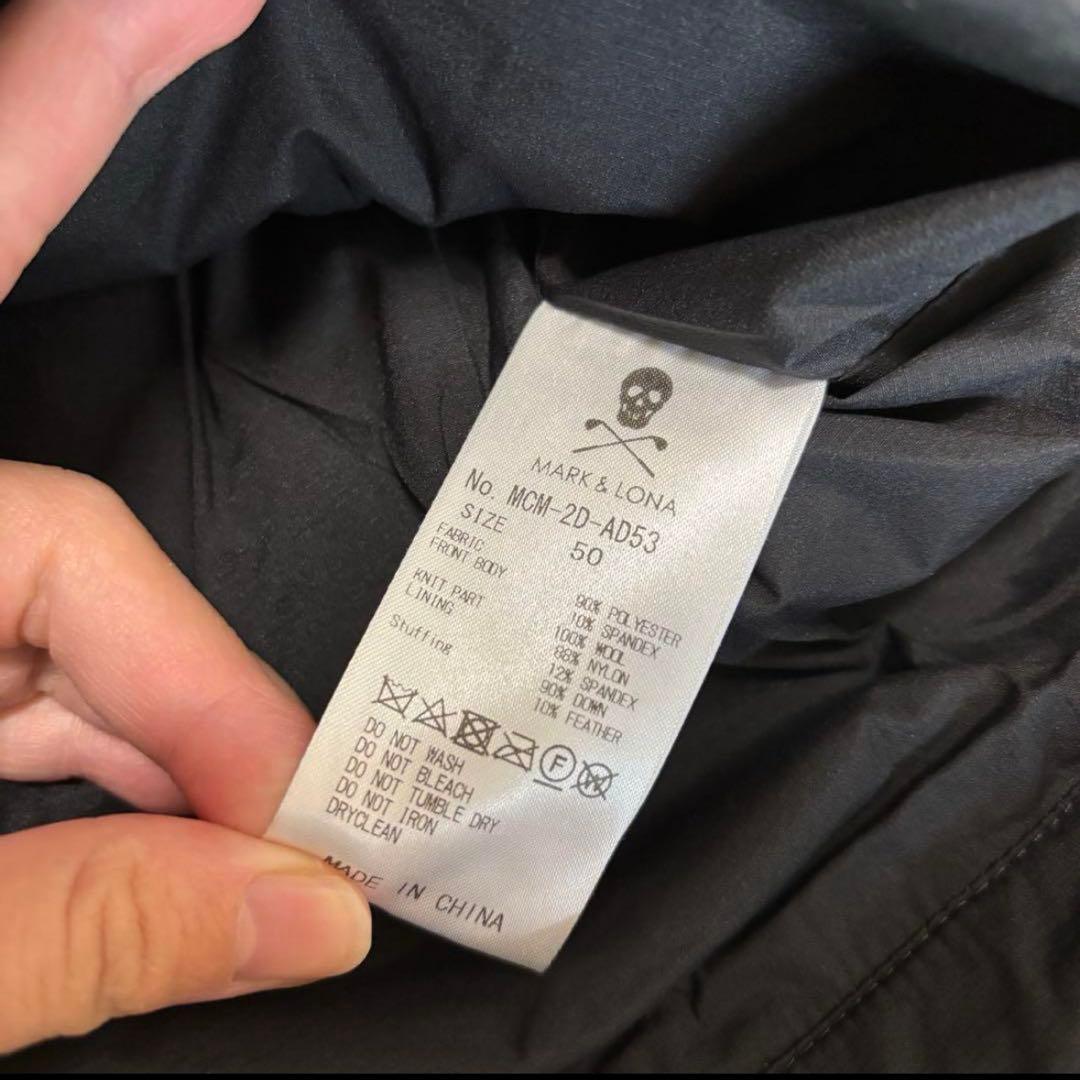 MARK & LONA
No. MCM-2D-AD53
SIZE 50
FABRIC
FRONT BODY 90% POLYESTER
10% SPANDEX
KNIT PART 100% WOOL
LINING 88% NYLON
12% SPANDEX
Stuffing 90% DOWN
10% FEATHER
F W
DO NOT WASH
DO NOT BLEACH
DO NOT TUMBLE DRY
DO NOT IRON
DRYCLEAN
MADE IN CHINA